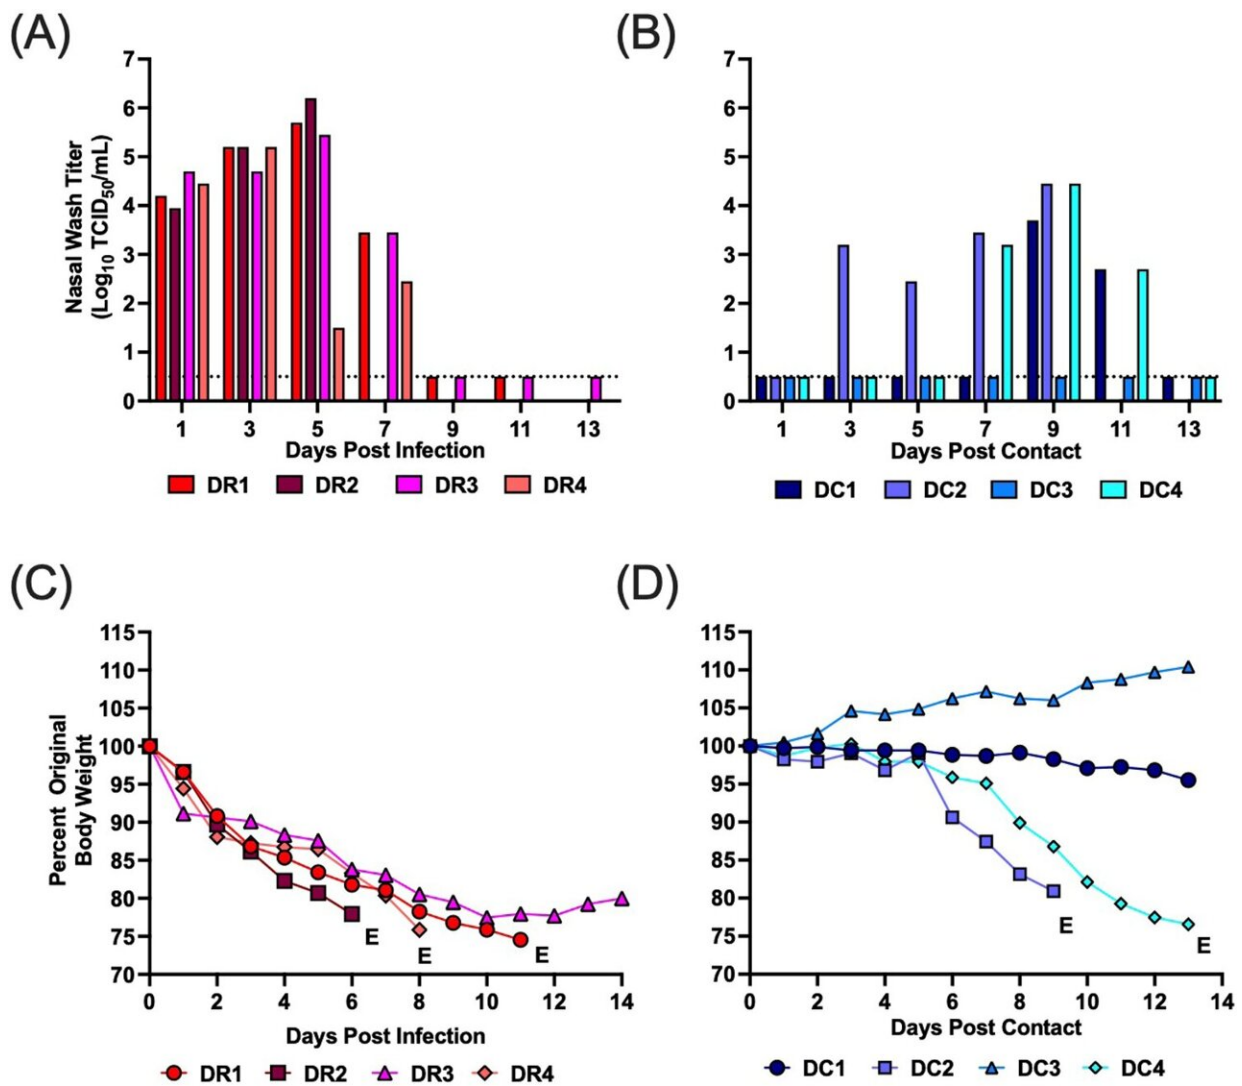 (A)
Nasal Wash Titer
(Log10 TCID50/mL)
7
6
5
4
3
2
1
0
1 3 5 7 9 11 13
Days Post Infection
DR1 DR2 DR3 DR4
(B)
7
6
5
4
3
2
1
0
1 3 5 7 9 11 13
Days Post Contact
DC1 DC2 DC3 DC4
(C)
Percent Original
Body Weight
115
110
105
100
95
90
85
80
75
70
E
E
E
0 2 4 6 8 10 12 14
Days Post Infection
DR1 DR2 DR3 DR4
(D)
115
110
105
100
95
90
85
80
75
70
E
E
0 2 4 6 8 10 12 14
Days Post Contact
DC1 DC2 DC3 DC4